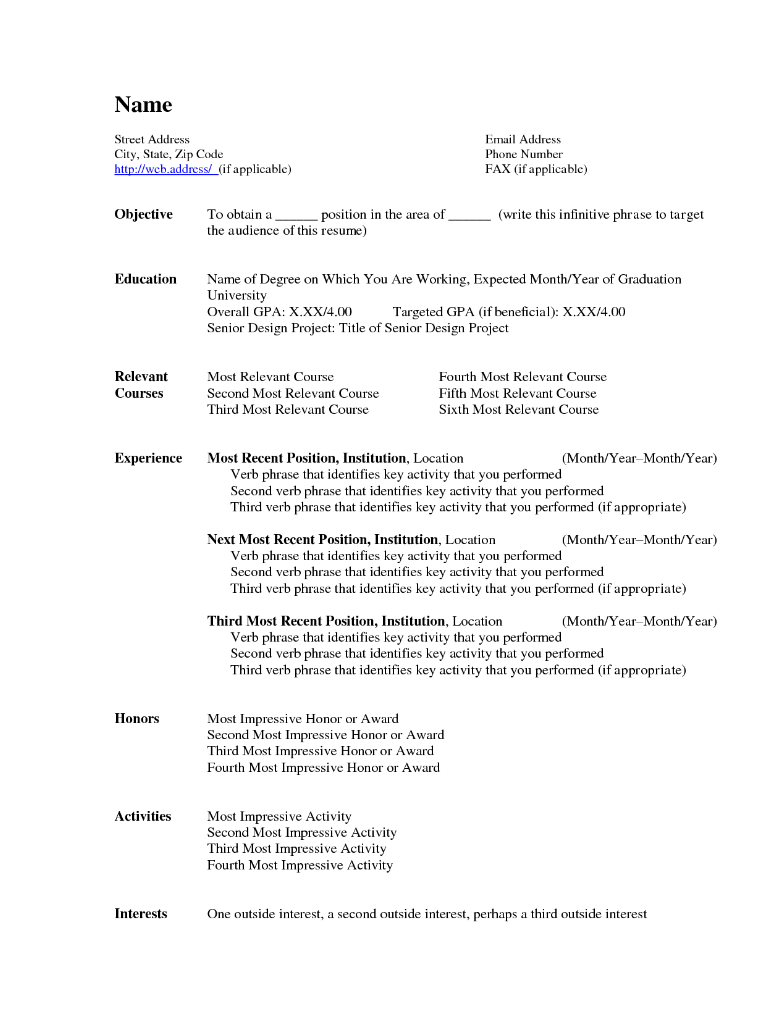 Name
Street Address Email Address
City, State, Zip Code Phone Number
http://web.address/ (if applicable) FAX (if applicable)
Objective To obtain a ______ position in the area of ______ (write this infinitive phrase to target
the audience of this resume)
Education Name of Degree on Which You Are Working, Expected Month/Year of Graduation
University
Overall GPA: X.XX/4.00 Targeted GPA (if beneficial): X.XX/4.00
Senior Design Project: Title of Senior Design Project
Relevant Most Relevant Course Fourth Most Relevant Course
Courses Second Most Relevant Course Fifth Most Relevant Course
Third Most Relevant Course Sixth Most Relevant Course
Experience Most Recent Position, Institution, Location (Month/Year–Month/Year)
Verb phrase that identifies key activity that you performed
Second verb phrase that identifies key activity that you performed
Third verb phrase that identifies key activity that you performed (if appropriate)
Next Most Recent Position, Institution, Location (Month/Year–Month/Year)
Verb phrase that identifies key activity that you performed
Second verb phrase that identifies key activity that you performed
Third verb phrase that identifies key activity that you performed (if appropriate)
Third Most Recent Position, Institution, Location (Month/Year–Month/Year)
Verb phrase that identifies key activity that you performed
Second verb phrase that identifies key activity that you performed
Third verb phrase that identifies key activity that you performed (if appropriate)
Honors Most Impressive Honor or Award
Second Most Impressive Honor or Award
Third Most Impressive Honor or Award
Fourth Most Impressive Honor or Award
Activities Most Impressive Activity
Second Most Impressive Activity
Third Most Impressive Activity
Fourth Most Impressive Activity
Interests One outside interest, a second outside interest, perhaps a third outside interest